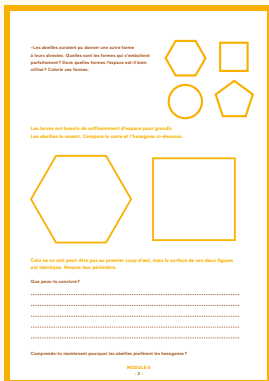 -Les abeilles auraient pu donner une autre forme
à leurs alvéoles. Quelles sont les formes qui s'emboitent
parfaitement? Dans quelles formes l'espace est-il bien
utilisé? Colorie ces formes.
Les larves ont besoin de suffisamment d'espace pour grandir.
Les abeilles le savent. Compare le carré et l'hexagone ci-dessous.
Cela ne se voit peut-être pas au premier coup d'œil, mais la surface de ces deux figures
est identique. Mesure leur périmètre.
Que peux-tu conclure?
Comprends-tu maintenant pourquoi les abeilles préfèrent les hexagones ?
MODULE 6
- 2 -